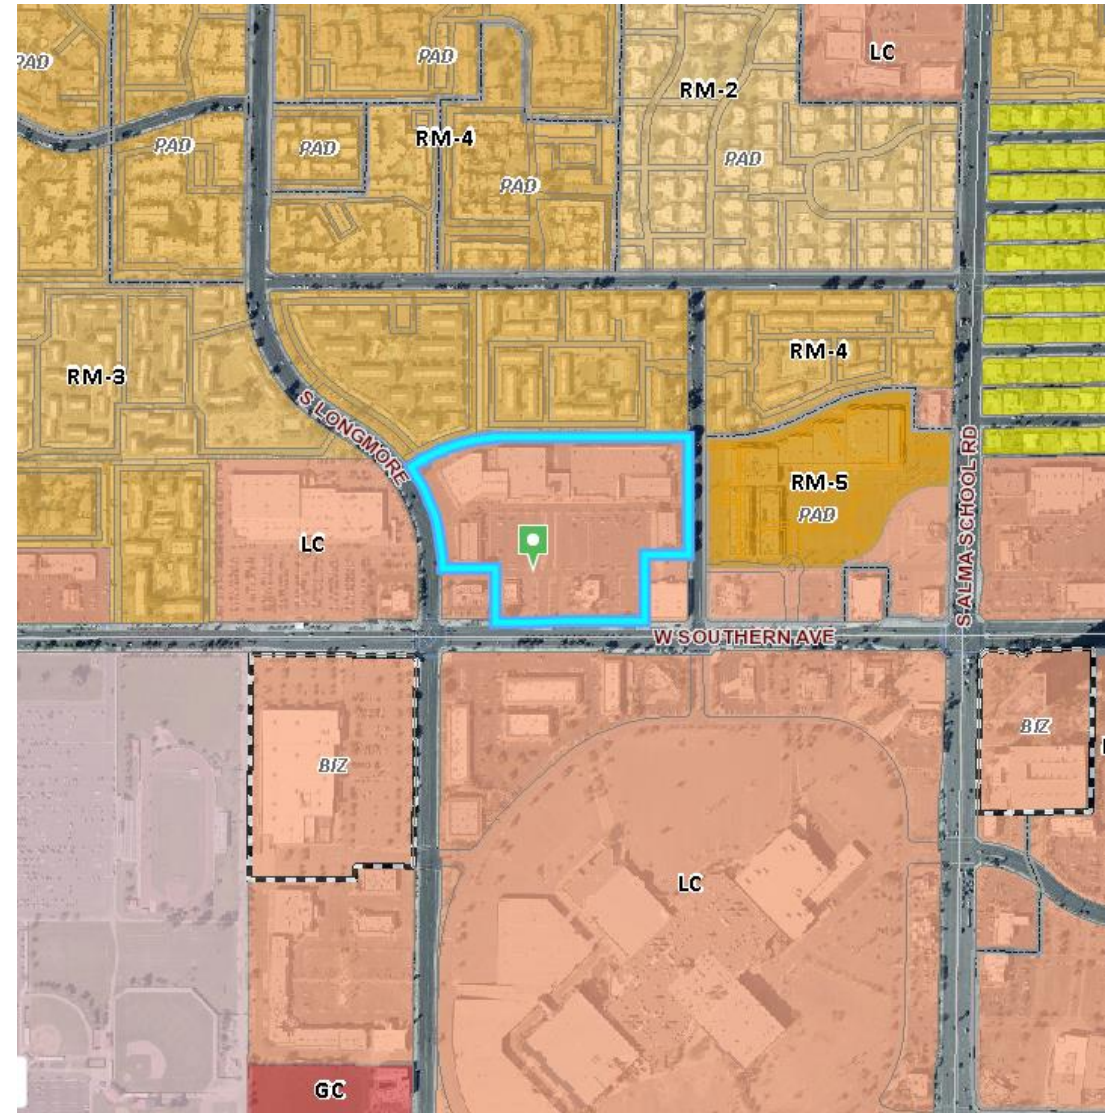 LC
PAD
PAD
RM-2
PAD
PAD
RM-4
PAD
PAD
RM-4
RM-3
S LONGMORE
RM-5
PAD
S ALMA SCHOOL RD
LC
W SOUTHERN AVE
BIZ
BIZ
LC
GC